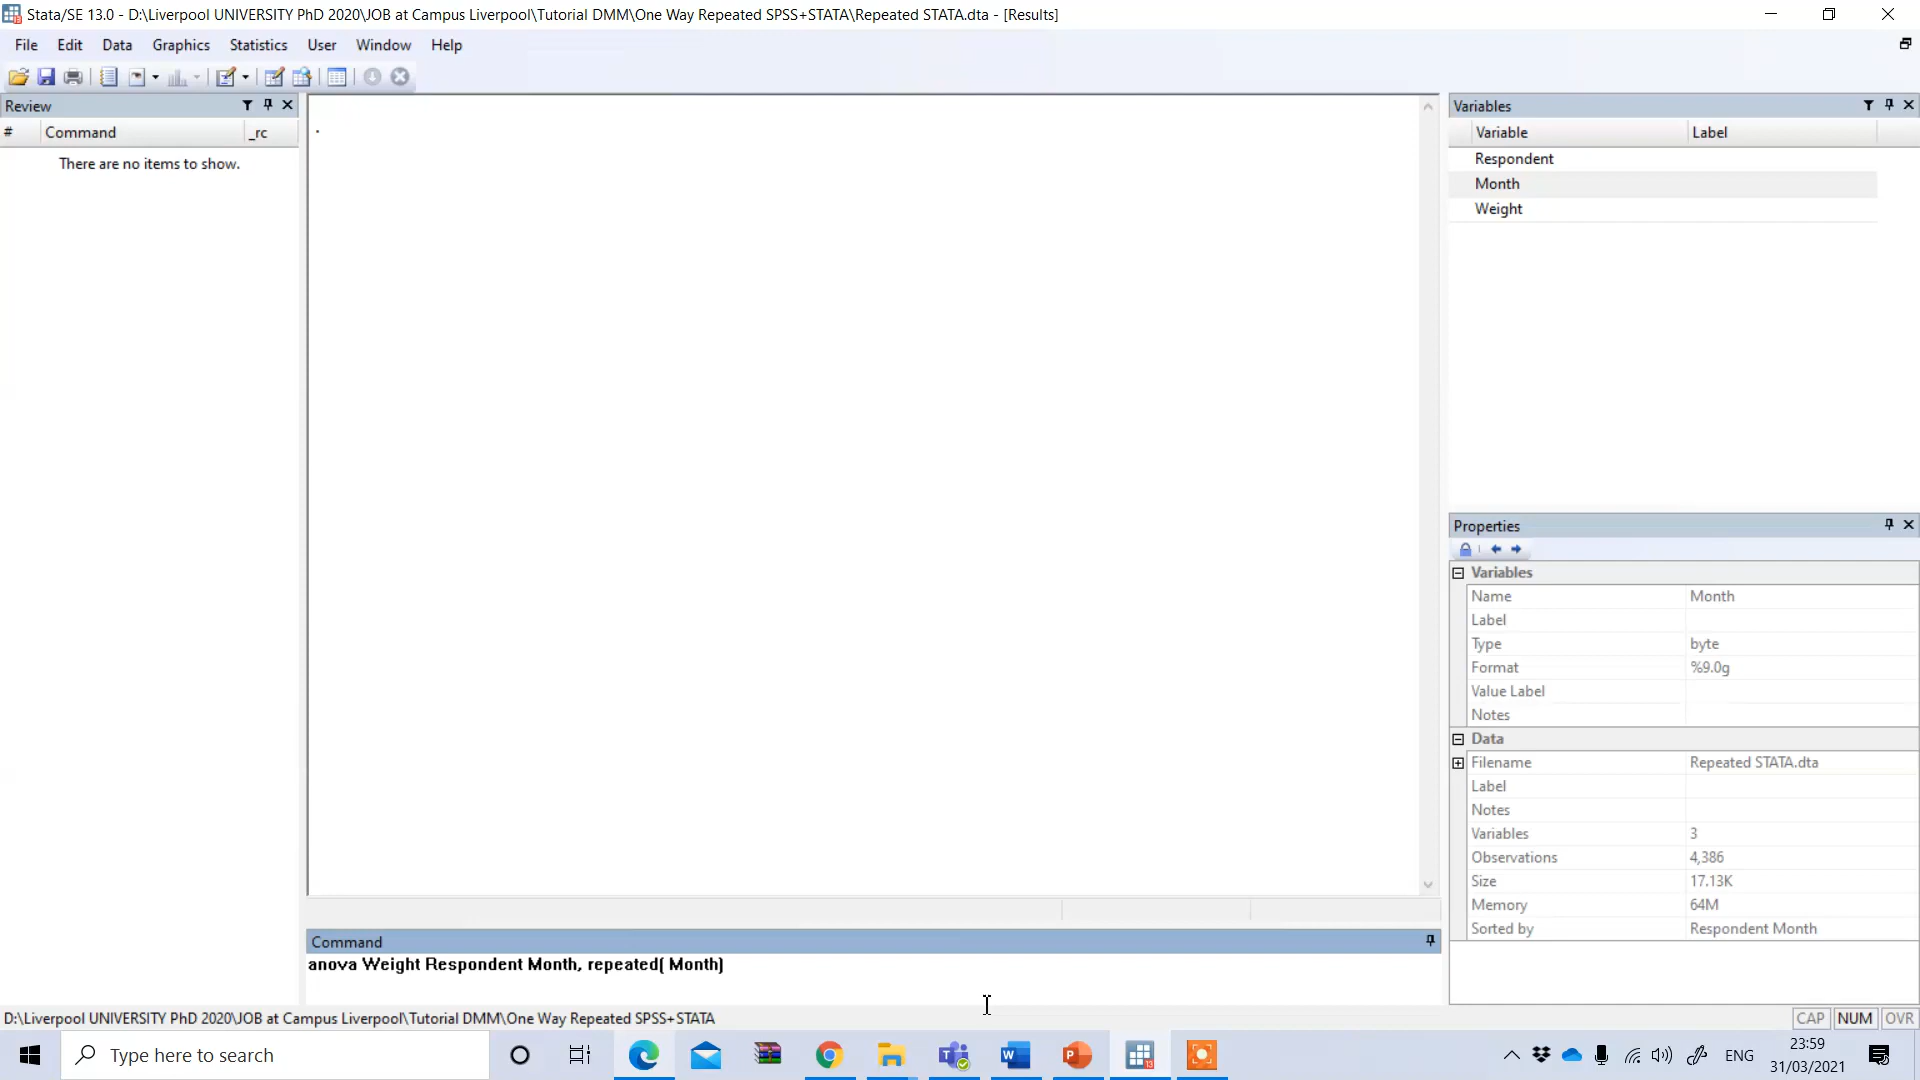 Stata/SE 13.0 - D:\Liverpool UNIVERSITY PhD 2020\JOB at Campus Liverpool\Tutorial DMM\One Way Repeated SPSS+STATA\Repeated STATA.dta - [Results]
File Edit Data Graphics Statistics User Window Help
Review
# Command _rc
There are no items to show.
.
Variables
Variable Label
Respondent
Month
Weight
Properties
Variables
Name Month
Label
Type byte
Format %9.0g
Value Label
Notes
Data
Filename Repeated STATA.dta
Label
Notes
Variables 3
Observations 4,386
Size 17.13K
Memory 64M
Sorted by Respondent Month
Command
anova Weight Respondent Month, repeated( Month)
D:\Liverpool UNIVERSITY PhD 2020\JOB at Campus Liverpool\Tutorial DMM\One Way Repeated SPSS+STATA
CAP NUM OVR
Type here to search
ENG
23:59
31/03/2021